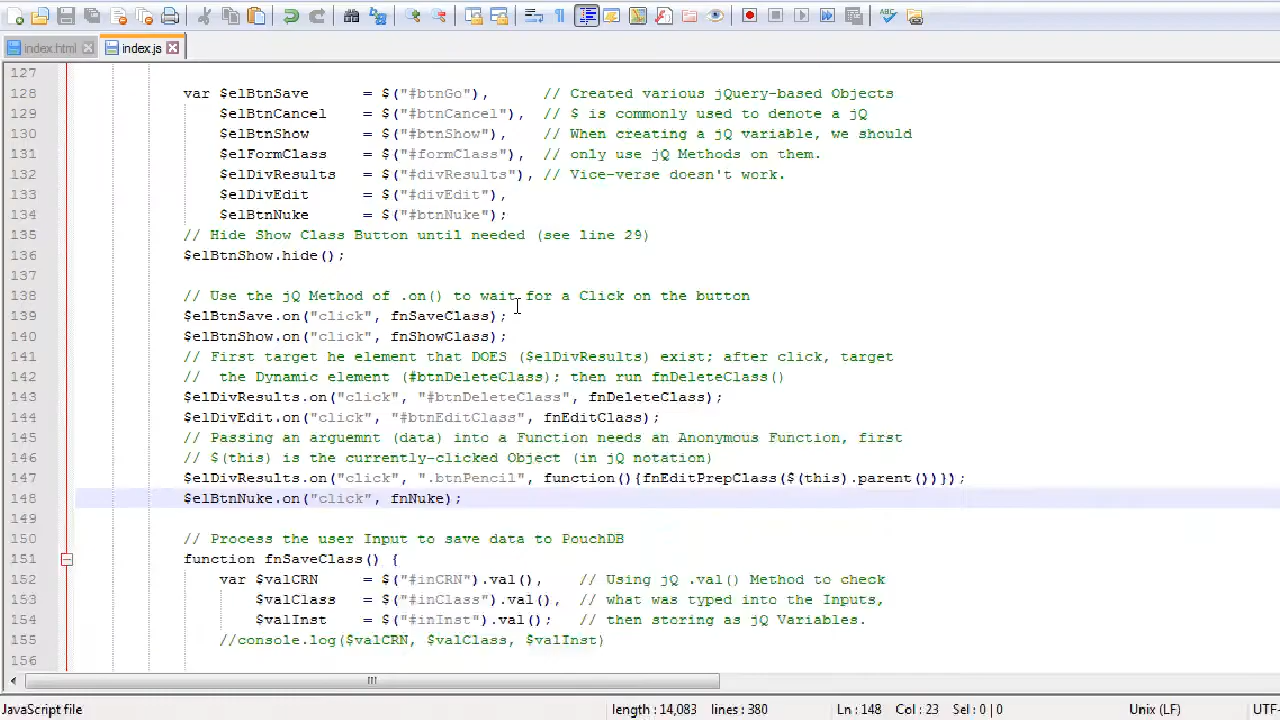 index.html index.js
127
128 var $elBtnSave = $("#btnGo"), // Created various jQuery-based Objects
129 $elBtnCancel = $("#btnCancel"), // $ is commonly used to denote a jQ
130 $elBtnShow = $("#btnShow"), // When creating a jQ variable, we should
131 $elFormClass = $("#formClass"), // only use jQ Methods on them.
132 $elDivResults = $("#divResults"), // Vice-verse doesn't work.
133 $elDivEdit = $("#divEdit"),
134 $elBtnNuke = $("#btnNuke");
135 // Hide Show Class Button until needed (see line 29)
136 $elBtnShow.hide();
137
138 // Use the jQ Method of .on() to wait for a Click on the button
139 $elBtnSave.on("click", fnSaveClass);
140 $elBtnShow.on("click", fnShowClass);
141 // First target he element that DOES ($elDivResults) exist; after click, target
142 // the Dynamic element (#btnDeleteClass); then run fnDeleteClass()
143 $elDivResults.on("click", "#btnDeleteClass", fnDeleteClass);
144 $elDivEdit.on("click", "#btnEditClass", fnEditClass);
145 // Passing an arguemnt (data) into a Function needs an Anonymous Function, first
146 // $(this) is the currently-clicked Object (in jQ notation)
147 $elDivResults.on("click", ".btnPencil", function(){fnEditPrepClass($(this).parent())});
148 $elBtnNuke.on("click", fnNuke);
149
150 // Process the user Input to save data to PouchDB
151 function fnSaveClass() {
152 var $valCRN = $("#inCRN").val(), // Using jQ .val() Method to check
153 $valClass = $("#inClass").val(), // what was typed into the Inputs,
154 $valInst = $("#inInst").val(); // then storing as jQ Variables.
155 //console.log($valCRN, $valClass, $valInst)
156
JavaScript file length : 14,083 lines : 380 Ln : 148 Col : 23 Sel : 0 | 0 Unix (LF) UTF-